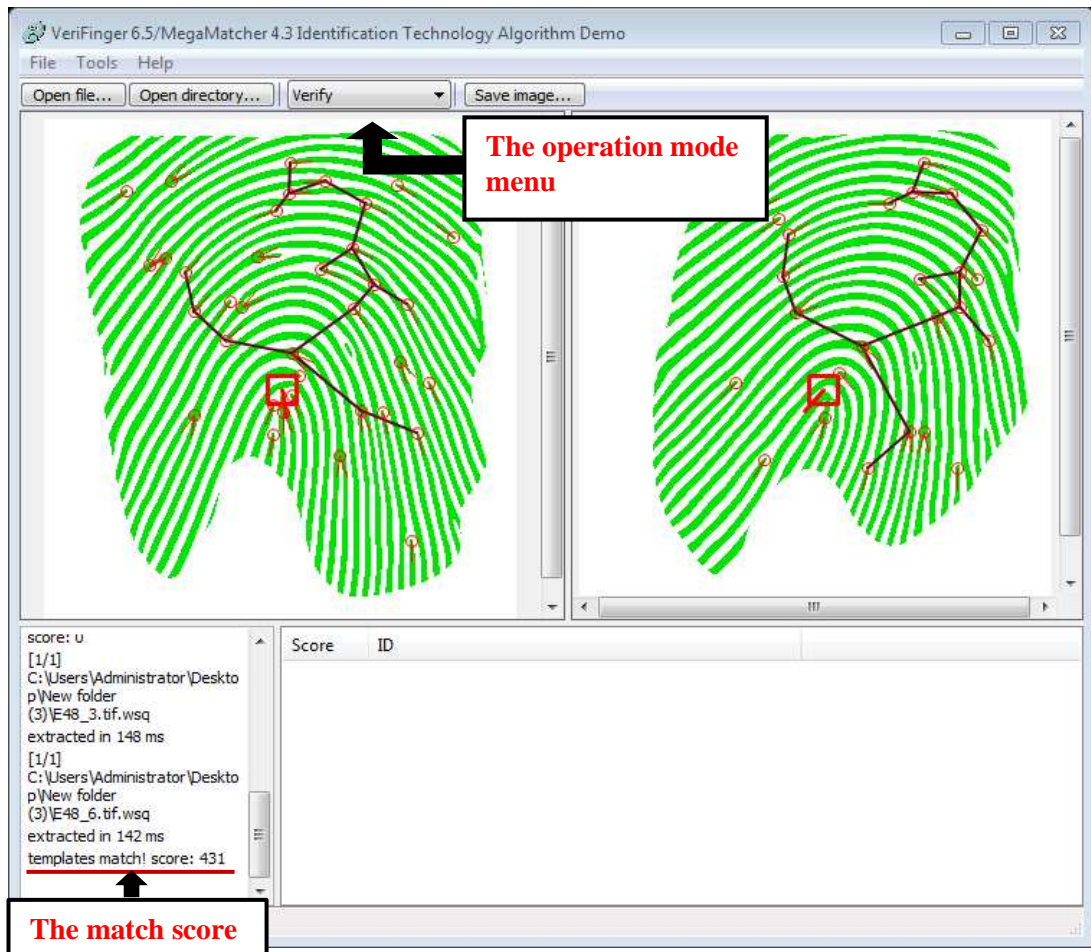 VeriFinger 6.5/MegaMatcher 4.3 Identification Technology Algorithm Demo
File Tools Help
Open file... Open directory... Verify Save image...
The operation mode
menu
score: 0
[1/1]
C:\Users\Administrator\Deskto
p\New folder
(3)\E48_3.tif.wsq
extracted in 148 ms
[1/1]
C:\Users\Administrator\Deskto
p\New folder
(3)\E48_6.tif.wsq
extracted in 142 ms
templates match! score: 431
Score ID
The match score